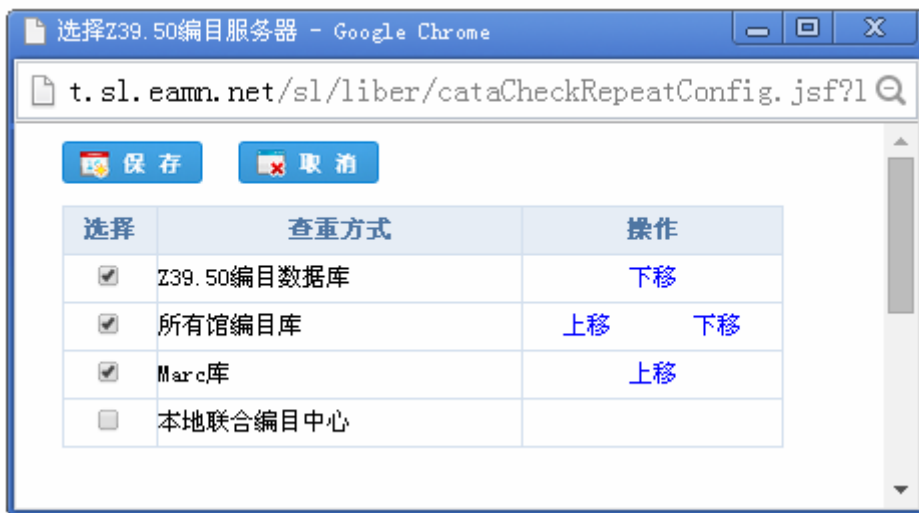 选择Z39.50编目服务器 - Google Chrome
t.sl.eamn.net/sl/liber/cataCheckRepeatConfig.jsf?l
保存 取消
选择 查重方式 操作
Z39.50编目数据库 下移
所有馆编目库 上移 下移
Marc库 上移
本地联合编目中心